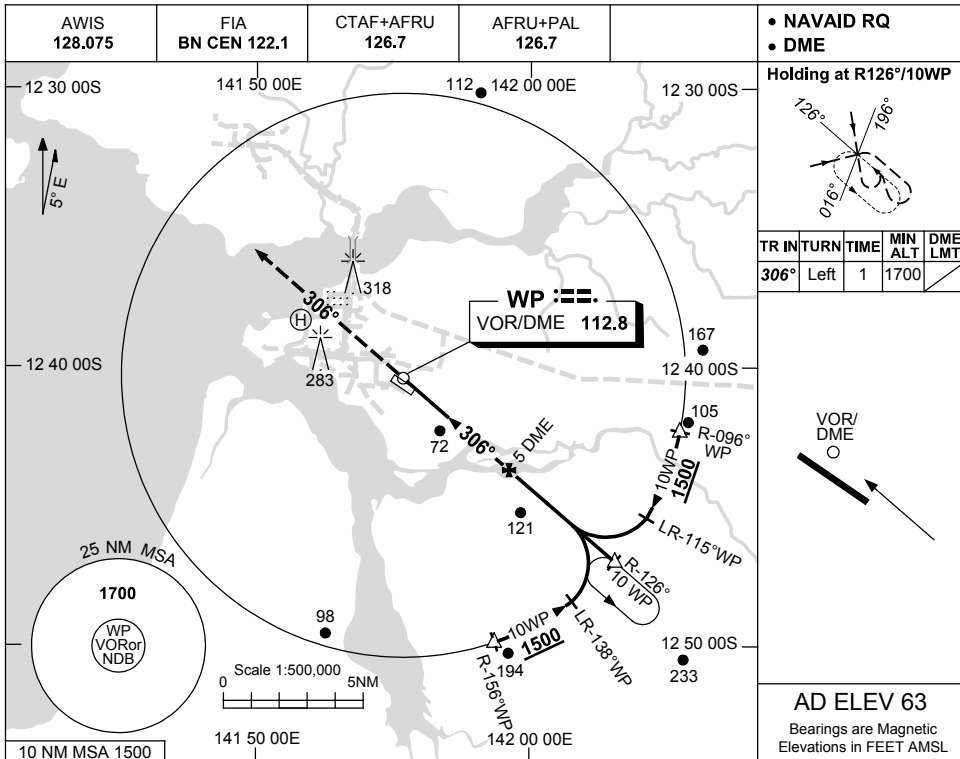 AWIS
128.075
FIA
BN CEN 122.1
CTAF+AFRU
126.7
AFRU+PAL
126.7
• NAVAID RQ
• DME
Holding at R126°/10WP
126°
196°
016°
TR IN TURN TIME MIN ALT DME LMT
306° Left 1 1700
12 30 00S
141 50 00E
112
142 00 00E
12 30 00S
5° E
318
306°
H
WP
VOR/DME 112.8
167
12 40 00S
12 40 00S
283
105
R-096°
WP
72
306°
5 DME
10WP
1500
121
LR-115°WP
R-126°
10 WP
25 NM MSA
1700
WP
VORor
NDB
98
10WP
1500
LR-138°WP
R-156°WP
194
12 50 00S
233
Scale 1:500,000
0 5NM
10 NM MSA 1500
141 50 00E
142 00 00E
VOR/
DME
AD ELEV 63
Bearings are Magnetic
Elevations in FEET AMSL